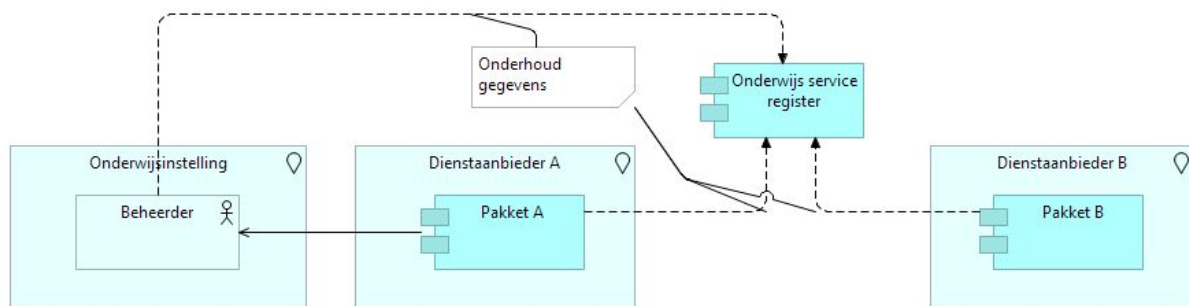 Onderhoud
gegevens
Onderwijs service
register
Onderwijsinstelling
Beheerder
Dienstaanbieder A
Pakket A
Dienstaanbieder B
Pakket B